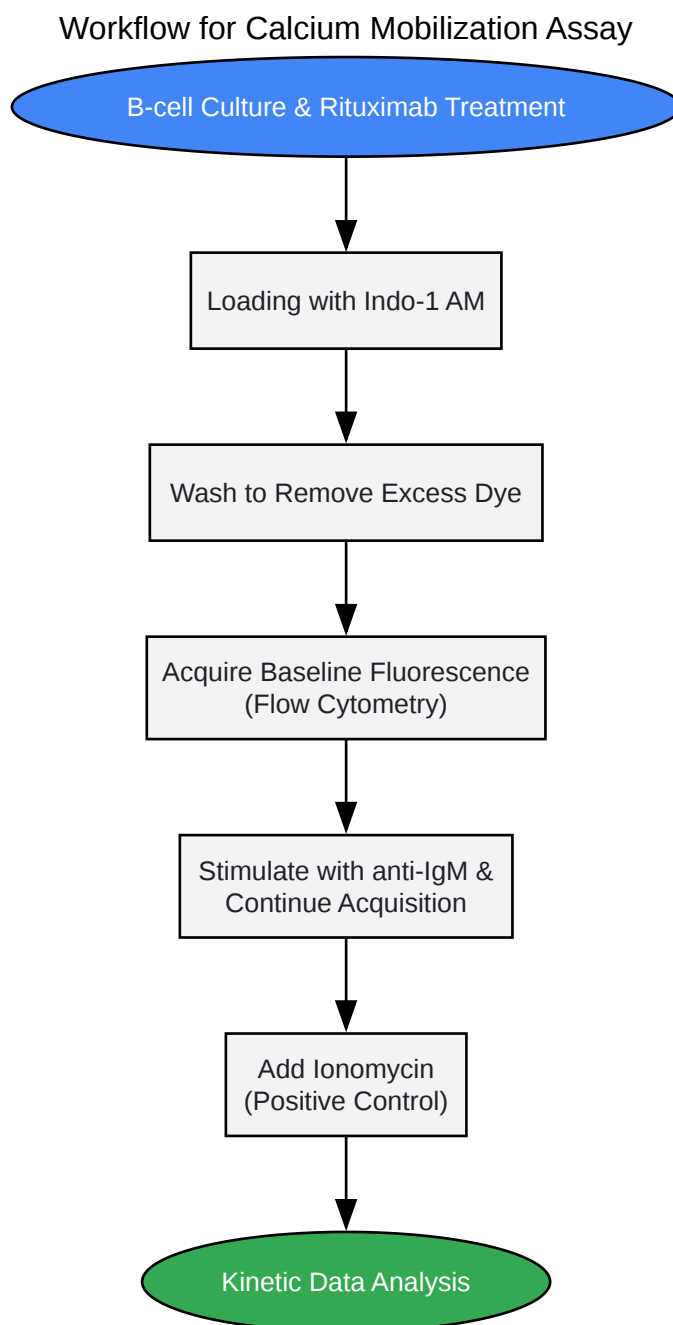 Workflow for Calcium Mobilization Assay
B-cell Culture & Rituximab Treatment
Loading with Indo-1 AM
Wash to Remove Excess Dye
Acquire Baseline Fluorescence
(Flow Cytometry)
Stimulate with anti-IgM &
Continue Acquisition
Add Ionomycin
(Positive Control)
Kinetic Data Analysis